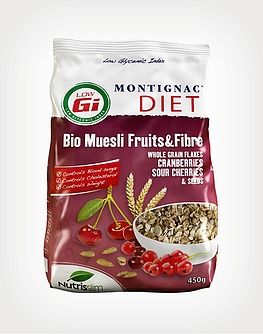 Low Glycemic Index
LOW
Gi
MONTIGNAC
DIET
Bio Muesli Fruits&Fibre
WHOLE GRAIN FLAKES
CRANBERRIES
SOUR CHERRIES
& SEEDS
Controls Blood sugar
Controls Cholesterol
Controls Weight
Nutrisslim
450g